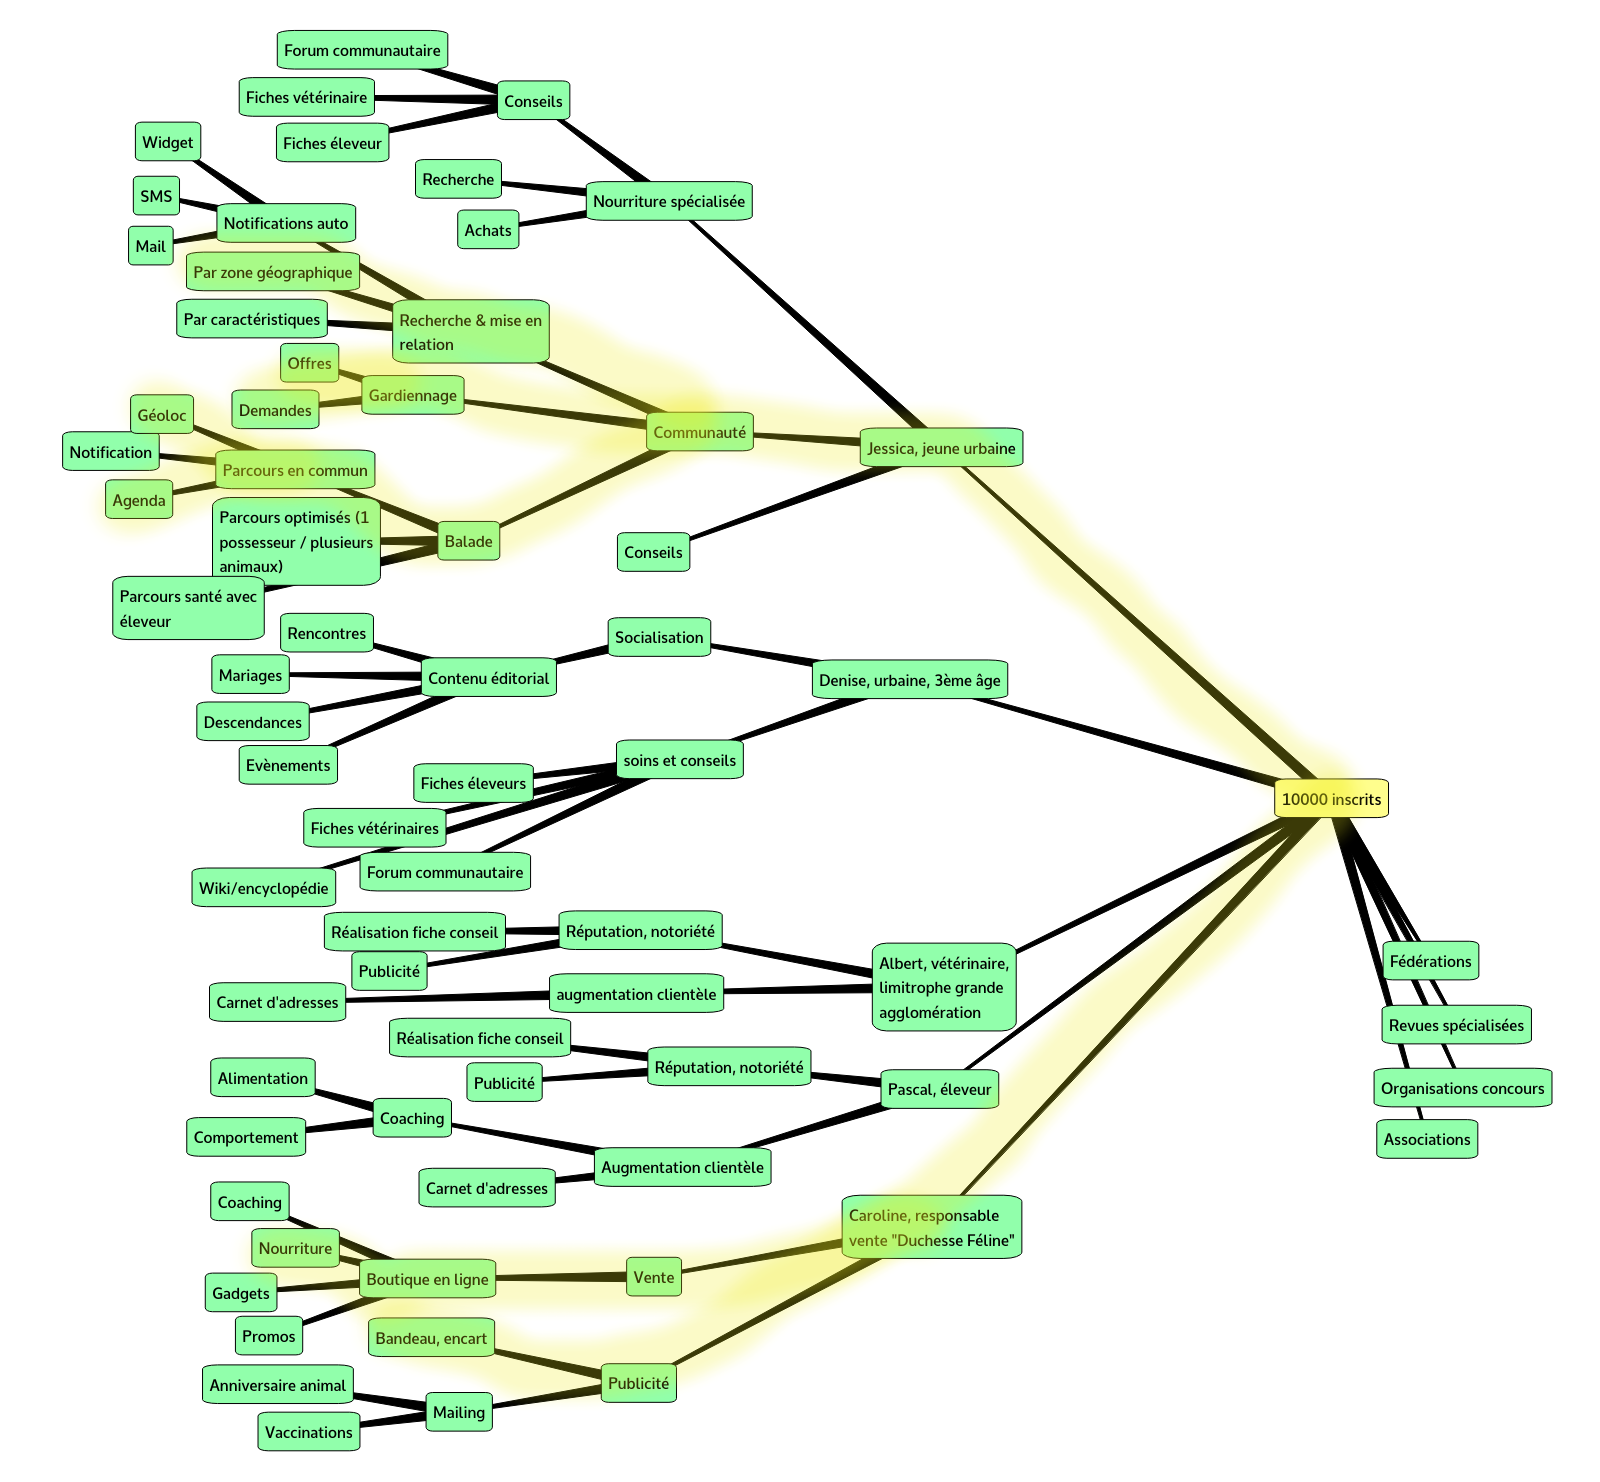 Forum communautaire
Fiches vétérinaire
Conseils
Fiches éleveur
Widget
Recherche
SMS
Nourriture spécialisée
Notifications auto
Achats
Mail
Par zone géographique
Par caractéristiques
Recherche & mise en
relation
Offres
Gardiennage
Demandes
Géoloc
Communauté
Jessica, jeune urbaine
Notification
Parcours en commun
Agenda
Parcours optimisés (1
possesseur / plusieurs
animaux)
Balade
Conseils
Parcours santé avec
éleveur
Rencontres
Socialisation
Mariages
Contenu éditorial
Denise, urbaine, 3ème âge
Descendances
Evènements
soins et conseils
Fiches éleveurs
10000 inscrits
Fiches vétérinaires
Forum communautaire
Wiki/encyclopédie
Réalisation fiche conseil
Réputation, notoriété
Publicité
Albert, vétérinaire,
limitrophe grande
agglomération
Fédérations
augmentation clientèle
Carnet d'adresses
Revues spécialisées
Réalisation fiche conseil
Réputation, notoriété
Alimentation
Publicité
Pascal, éleveur
Organisations concours
Coaching
Comportement
Associations
Augmentation clientèle
Carnet d'adresses
Coaching
Caroline, responsable
vente "Duchesse Féline"
Nourriture
Boutique en ligne
Vente
Gadgets
Promos
Bandeau, encart
Publicité
Anniversaire animal
Mailing
Vaccinations